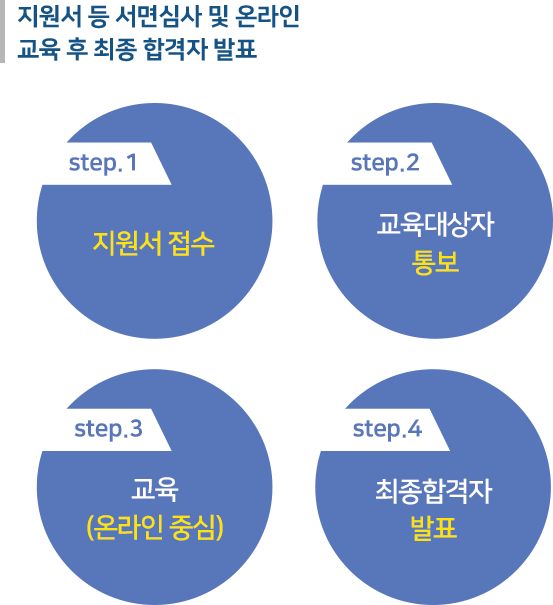 지원서 등 서면심사 및 온라인
교육 후 최종 합격자 발표
step.1
지원서 접수
step.2
교육대상자
통보
step.3
교육
(온라인 중심)
step.4
최종합격자
발표